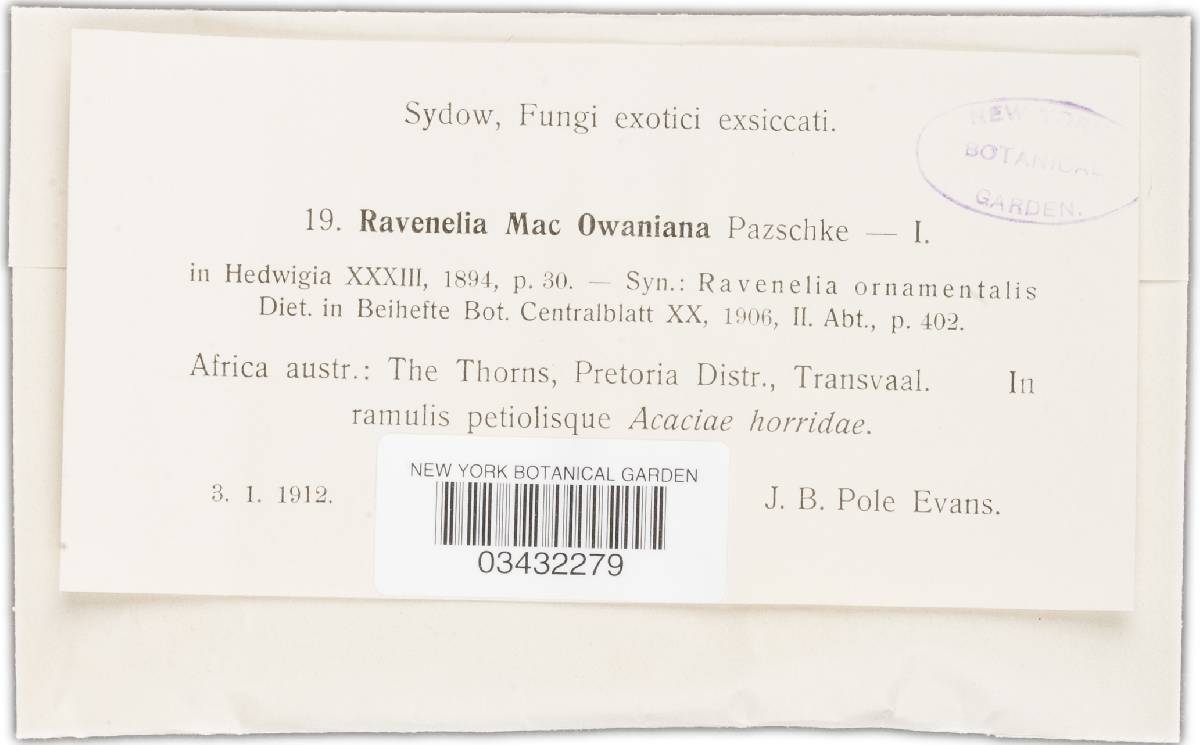 Sydow, Fungi exotici exsiccati.
NEW YORK
BOTANICAL
GARDEN.
19. Ravenelia Mac Owaniana Pazschke — I.
in Hedwigia XXXIII, 1894, p. 30. — Syn.: Ravenelia ornamentalis
Diet. in Beihefte Bot. Centralblatt XX, 1906, II. Abt., p. 402.
Africa austr.: The Thorns, Pretoria Distr., Transvaal. In
ramulis petiolisque Acaciae horridae.
3. 1. 1912.
J. B. Pole Evans.
NEW YORK BOTANICAL GARDEN
03432279